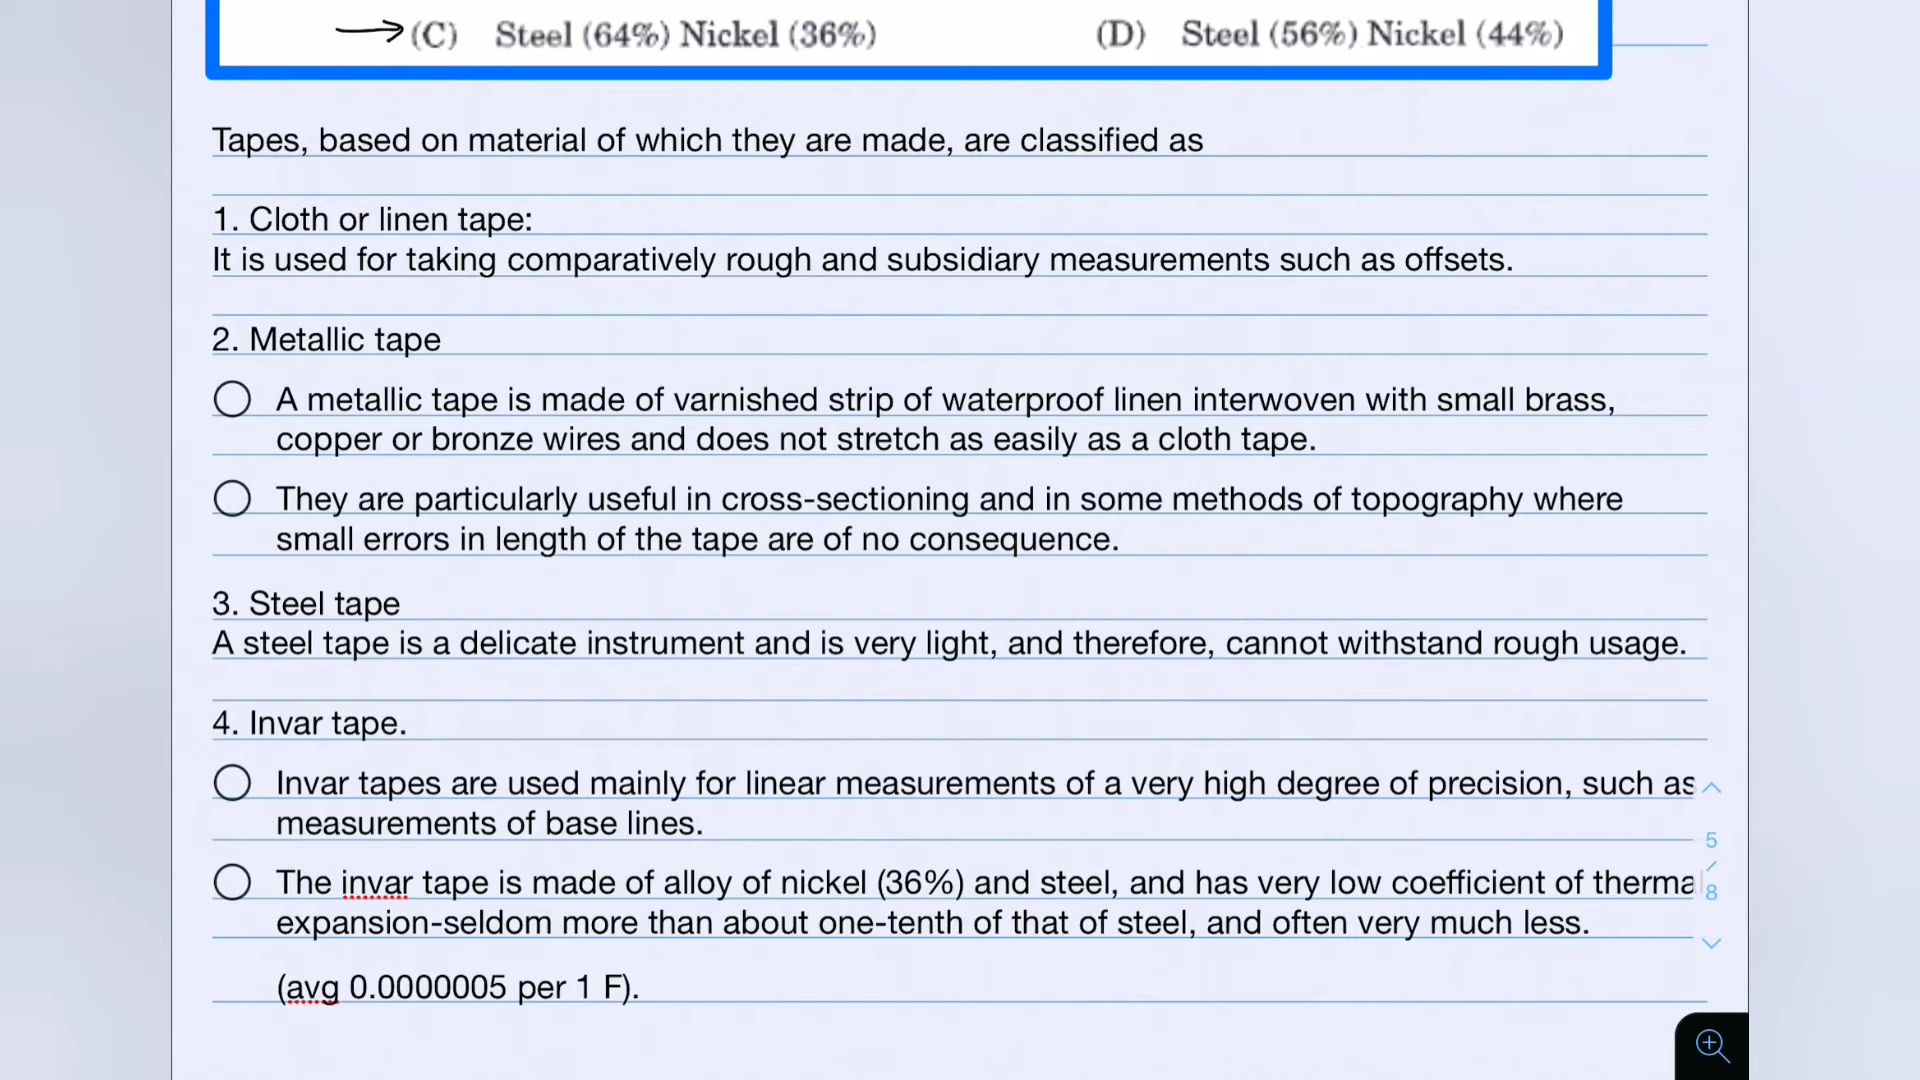 (C) Steel (64%) Nickel (36%) (D) Steel (56%) Nickel (44%)
Tapes, based on material of which they are made, are classified as
1. Cloth or linen tape:
It is used for taking comparatively rough and subsidiary measurements such as offsets.
2. Metallic tape
A metallic tape is made of varnished strip of waterproof linen interwoven with small brass,
copper or bronze wires and does not stretch as easily as a cloth tape.
They are particularly useful in cross-sectioning and in some methods of topography where
small errors in length of the tape are of no consequence.
3. Steel tape
A steel tape is a delicate instrument and is very light, and therefore, cannot withstand rough usage.
4. Invar tape.
Invar tapes are used mainly for linear measurements of a very high degree of precision, such as
measurements of base lines.
The invar tape is made of alloy of nickel (36%) and steel, and has very low coefficient of thermal
expansion-seldom more than about one-tenth of that of steel, and often very much less.
(avg 0.0000005 per 1 F).
5
/
8